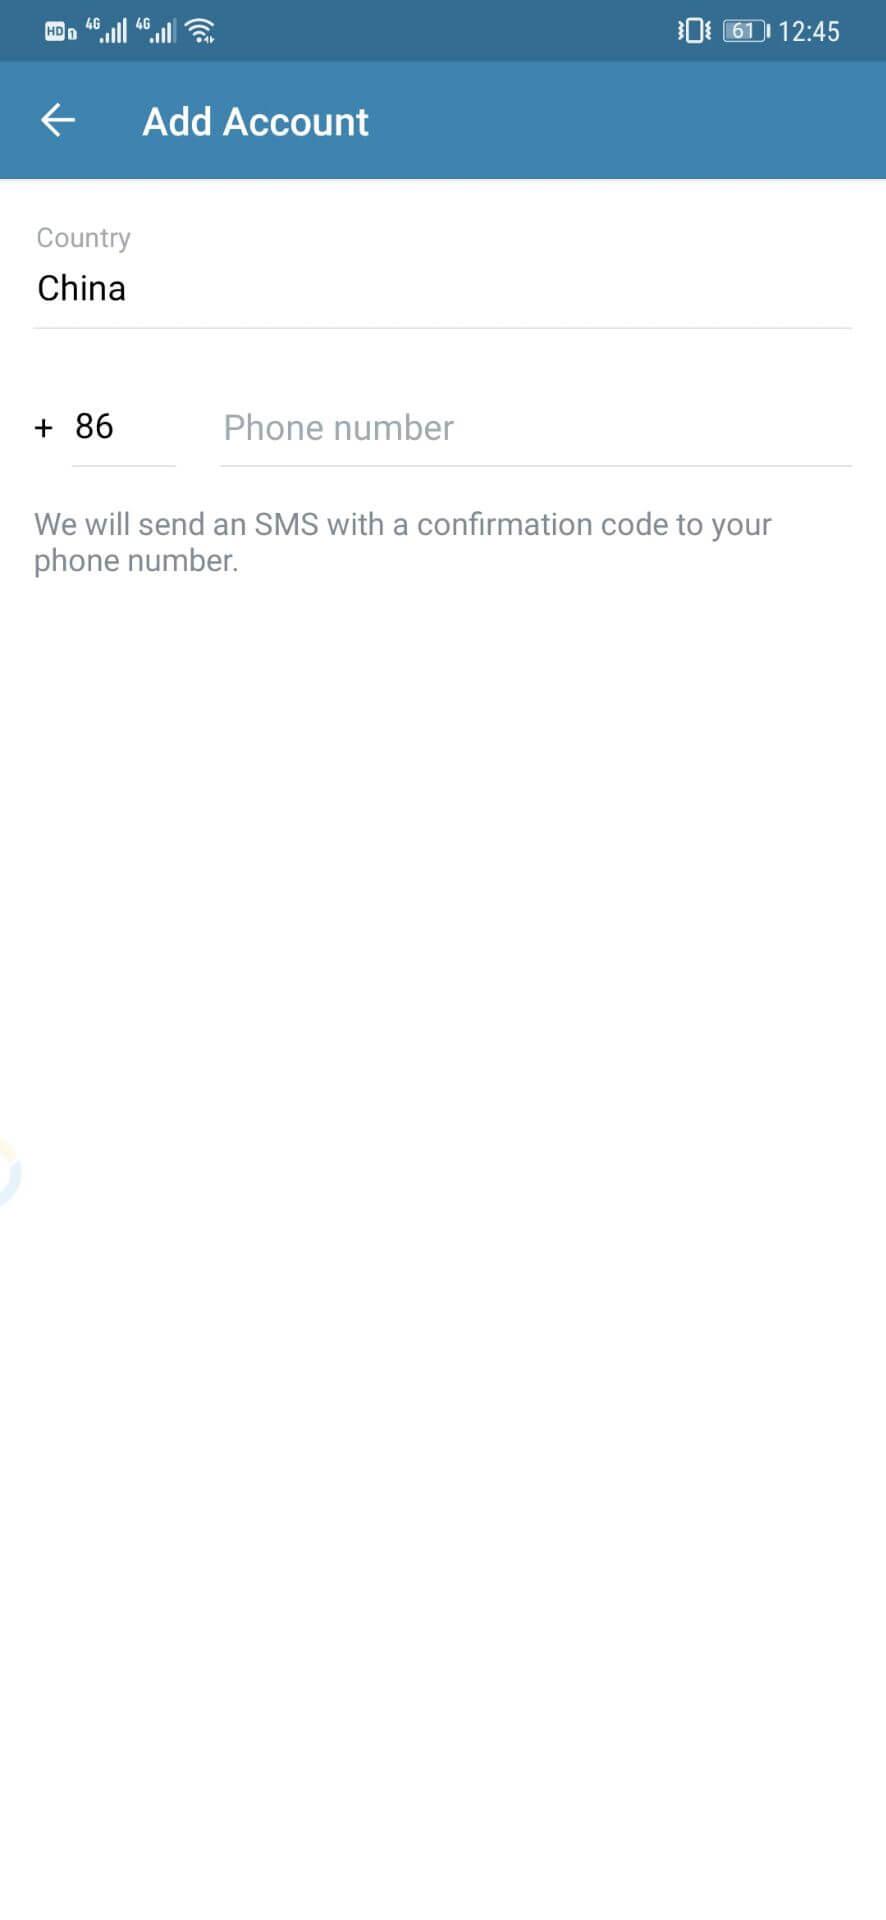 HD 1 4G 4G 61 12:45
Add Account
Country
China
+ 86 Phone number
We will send an SMS with a confirmation code to your
phone number.